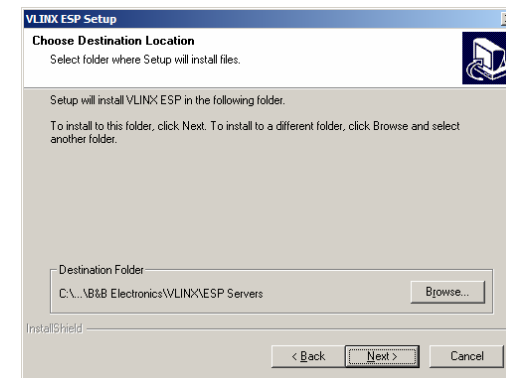 VLINX ESP Setup
Choose Destination Location
Select folder where Setup will install files.
Setup will install VLINX ESP in the following folder.
To install to this folder, click Next. To install to a different folder, click Browse and select
another folder.
Destination Folder
C:\...\B&B Electronics\VLINX\ESP Servers
Browse...
InstallShield
< Back
Next >
Cancel